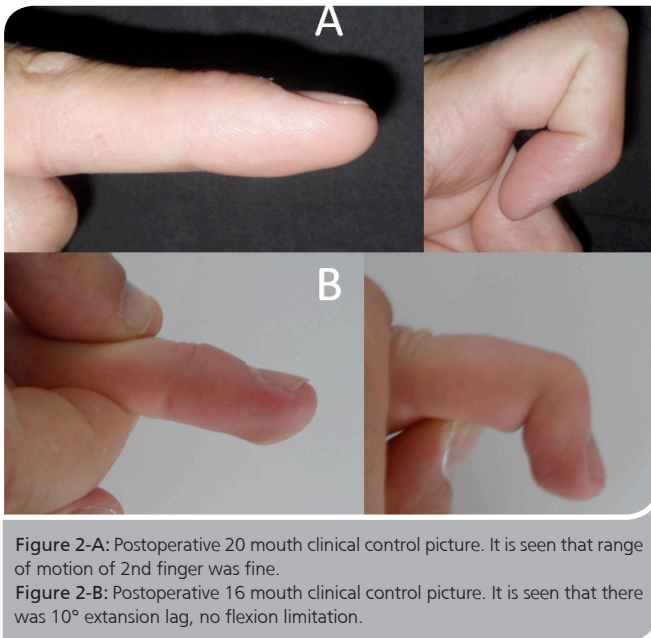 A
B
Figure 2-A: Postoperative 20 mouth clinical control picture. It is seen that range
of motion of 2nd finger was fine.
Figure 2-B: Postoperative 16 mouth clinical control picture. It is seen that there
was 10° extansion lag, no flexion limitation.